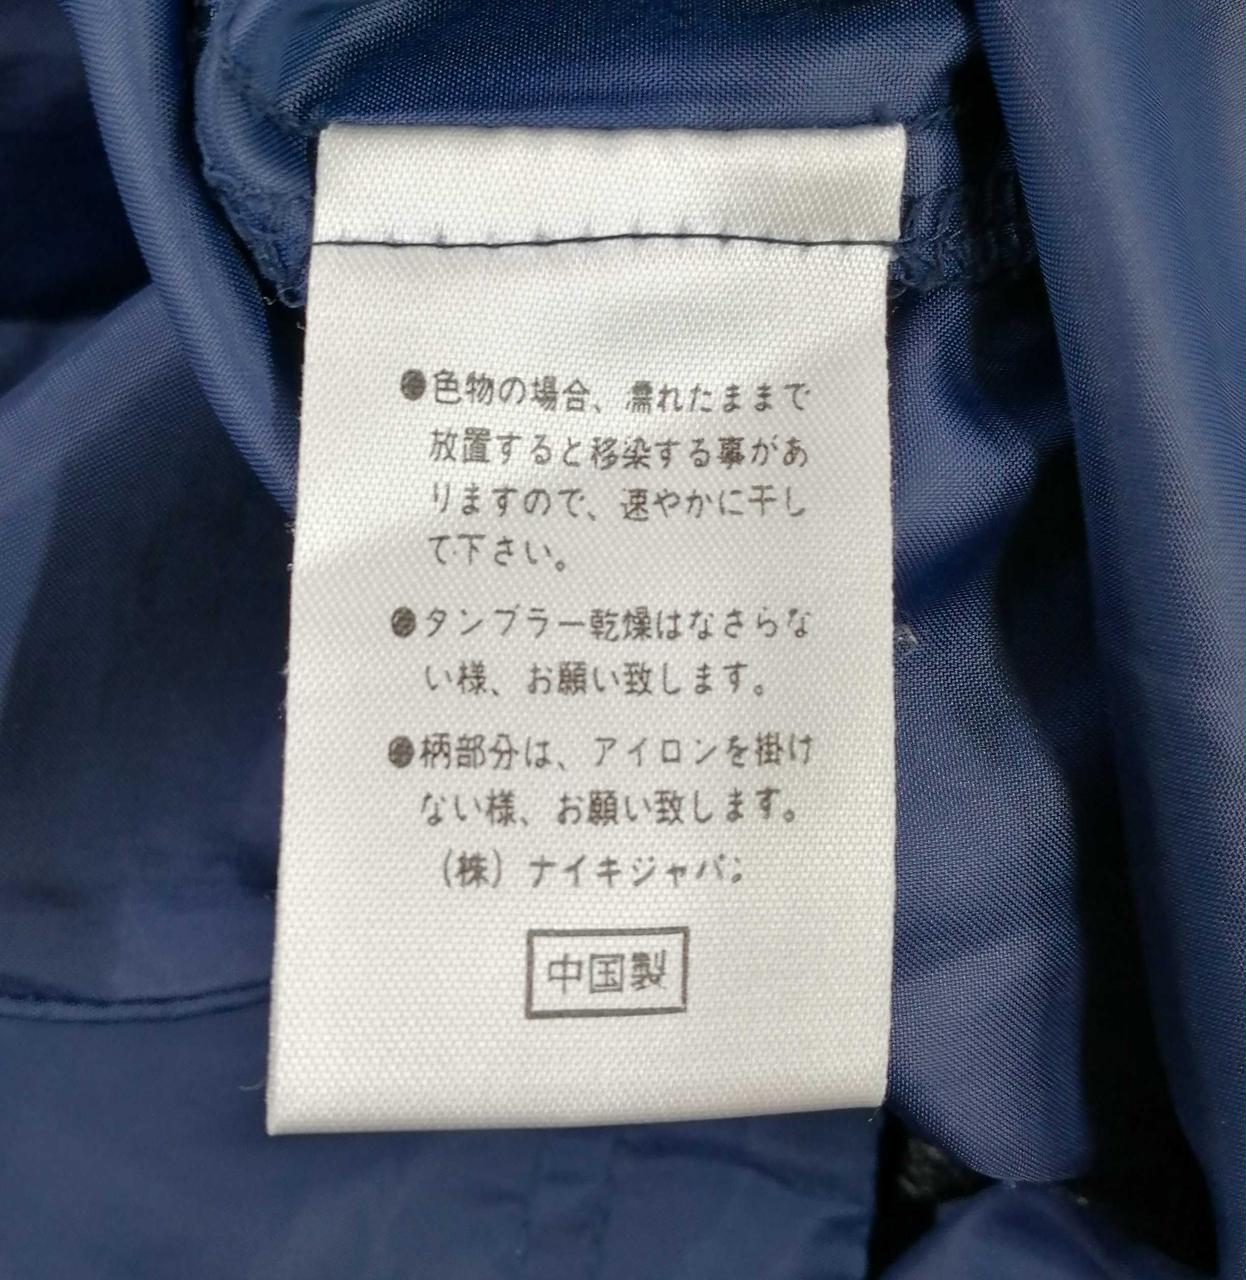 ●色物の場合、濡れたままで
放置すると移染する事があ
りますので、速やかに干し
て下さい。
●タンブラー乾燥はなさらな
い様、お願い致します。
●柄部分は、アイロンを掛け
ない様、お願い致します。
(株)ナイキジャパン
中国製